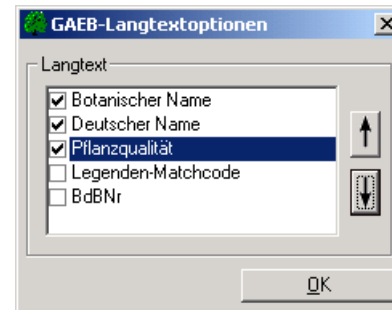 GAEB-Langtextoptionen
Langtext
Botanischer Name
Deutscher Name
Pflanzqualität
Legenden-Matchcode
BdBNr
OK